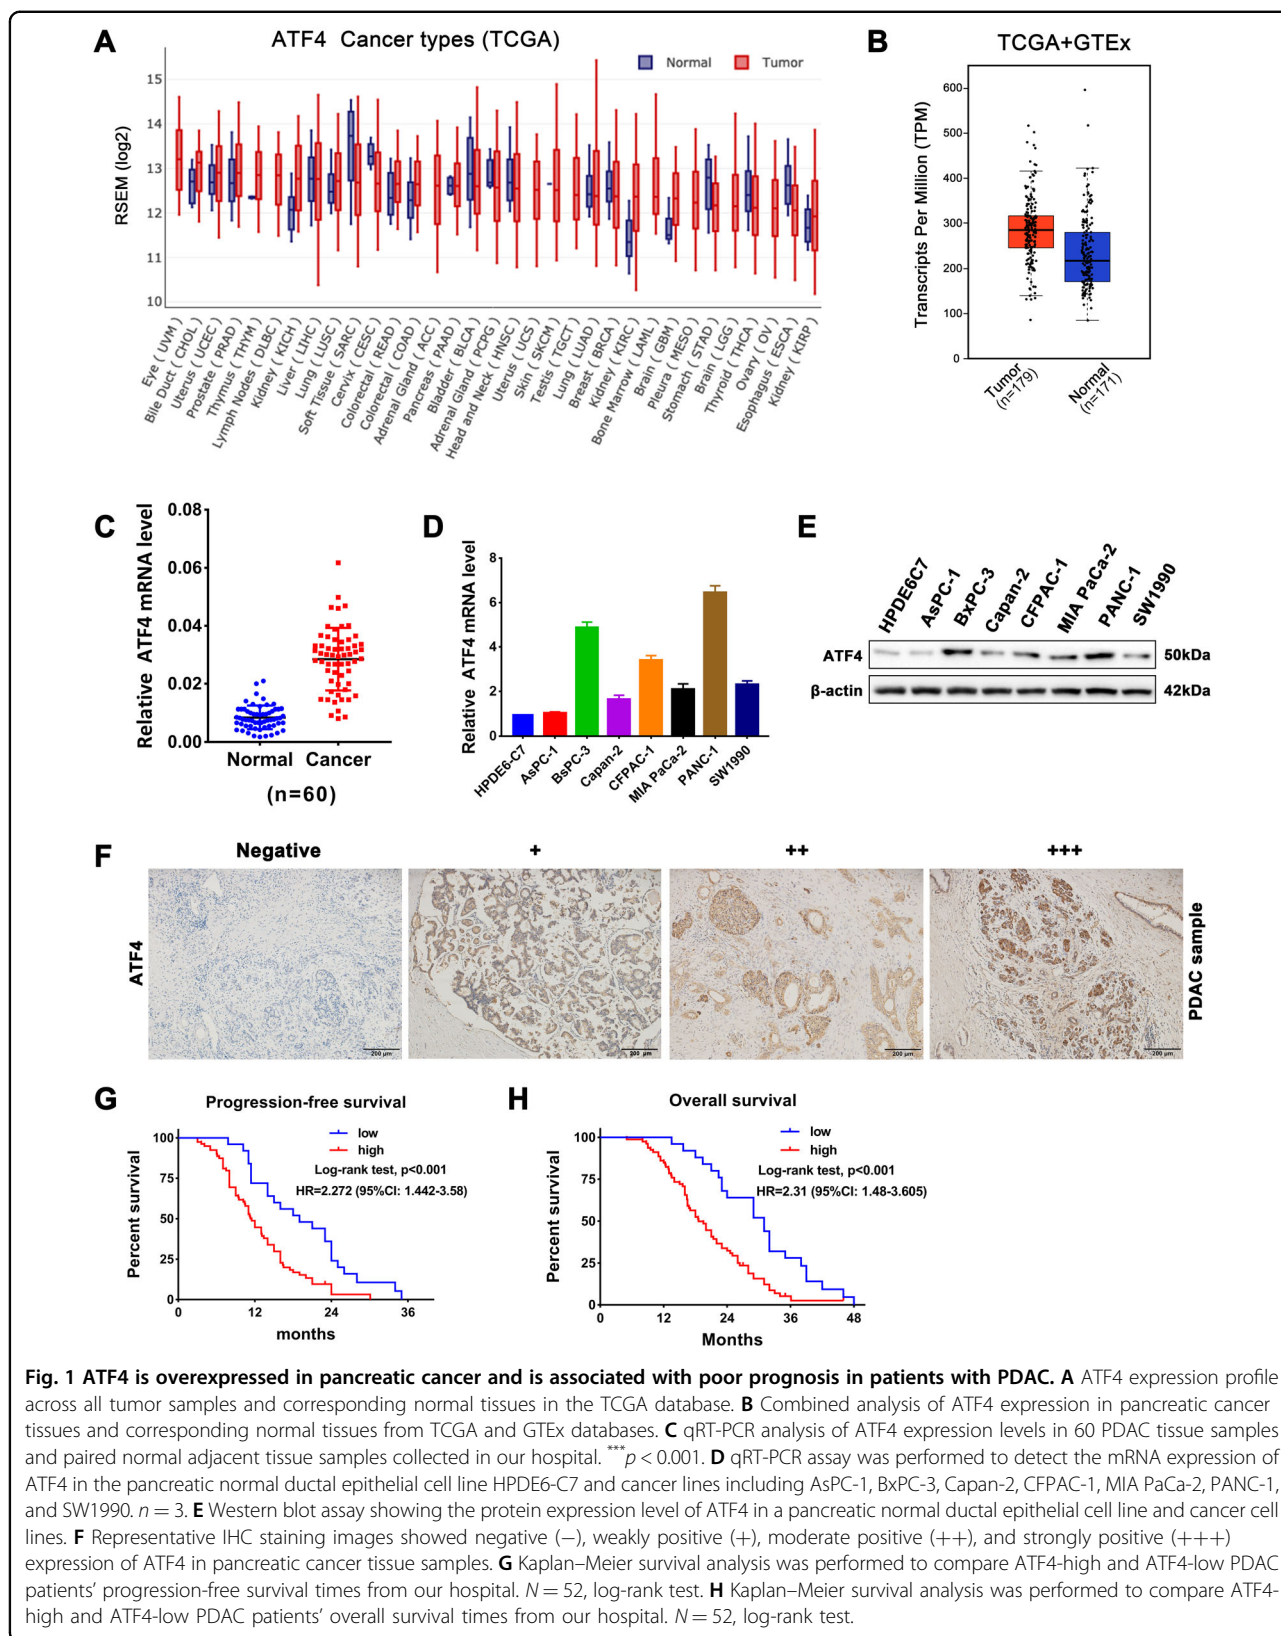 A
ATF4 Cancer types (TCGA)
Normal
Tumor
RSEM (log2)
15
14
13
12
11
10
Eye ( UVM )
Bile Duct ( CHOL )
Uterus ( UCEC )
Prostate ( PRAD )
Thymus ( THYM )
Lymph Nodes ( DLBC )
Kidney ( KICH )
Liver ( LIHC )
Lung ( LUSC )
Soft Tissue ( SARC )
Cervix ( CESC )
Colorectal ( READ )
Colorectal ( COAD )
Adrenal Gland ( ACC )
Pancreas ( PAAD )
Bladder ( BLCA )
Adrenal Gland ( PCPG )
Head and Neck ( HNSC )
Uterus ( UCS )
Skin ( SKCM )
Testis ( TGCT )
Lung ( LUAD )
Breast ( BRCA )
Kidney ( KIRC )
Bone Marrow ( LAML )
Brain ( GBM )
Pleura ( MESO )
Stomach ( STAD )
Brain ( LGG )
Thyroid ( THCA )
Ovary ( OV )
Esophagus ( ESCA )
Kidney ( KIRP )
B
TCGA+GTEx
Transcripts Per Million (TPM)
600
500
400
300
200
100
0
Tumor
(n=179)
Normal
(n=171)
C
Relative ATF4 mRNA level
0.08
0.06
0.04
0.02
0.00
Normal Cancer
(n=60)
D
Relative ATF4 mRNA level
8
6
4
2
0
HPDE6-C7
AsPC-1
BsPC-3
Capan-2
CFPAC-1
MIA PaCa-2
PANC-1
SW1990
E
HPDE6C7
AsPC-1
BxPC-3
Capan-2
CFPAC-1
MIA PaCa-2
PANC-1
SW1990
ATF4 50kDa
β-actin 42kDa
F
Negative + ++ +++
ATF4
200 μm
200 μm
200 μm
200 μm
PDAC sample
G
Progression-free survival
low
high
Log-rank test, p<0.001
HR=2.272 (95%CI: 1.442-3.58)
Percent survival
100
75
50
25
0
0 12 24 36
months
H
Overall survival
low
high
Log-rank test, p<0.001
HR=2.31 (95%CI: 1.48-3.605)
Percent survival
100
75
50
25
0
0 12 24 36 48
Months
Fig. 1 ATF4 is overexpressed in pancreatic cancer and is associated with poor prognosis in patients with PDAC. A ATF4 expression profile
across all tumor samples and corresponding normal tissues in the TCGA database. B Combined analysis of ATF4 expression in pancreatic cancer
tissues and corresponding normal tissues from TCGA and GTEx databases. C qRT-PCR analysis of ATF4 expression levels in 60 PDAC tissue samples
and paired normal adjacent tissue samples collected in our hospital. ***p < 0.001. D qRT-PCR assay was performed to detect the mRNA expression of
ATF4 in the pancreatic normal ductal epithelial cell line HPDE6-C7 and cancer lines including AsPC-1, BxPC-3, Capan-2, CFPAC-1, MIA PaCa-2, PANC-1,
and SW1990. n = 3. E Western blot assay showing the protein expression level of ATF4 in a pancreatic normal ductal epithelial cell line and cancer cell
lines. F Representative IHC staining images showed negative (−), weakly positive (+), moderate positive (++), and strongly positive (+++)
expression of ATF4 in pancreatic cancer tissue samples. G Kaplan–Meier survival analysis was performed to compare ATF4-high and ATF4-low PDAC
patients’ progression-free survival times from our hospital. N = 52, log-rank test. H Kaplan–Meier survival analysis was performed to compare ATF4-
high and ATF4-low PDAC patients’ overall survival times from our hospital. N = 52, log-rank test.